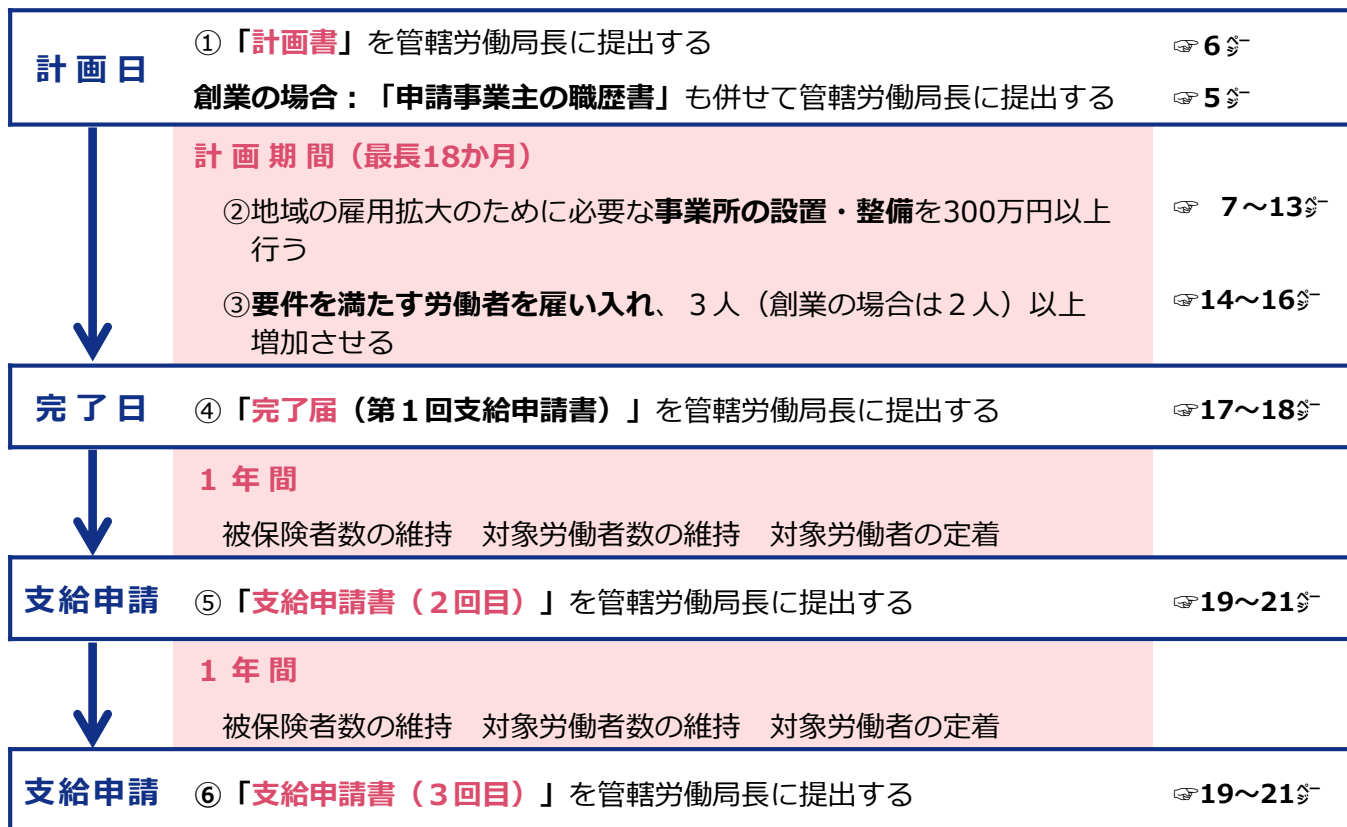 計画日
①「計画書」を管轄労働局長に提出する ☞6㌻
創業の場合：「申請事業主の職歴書」も併せて管轄労働局長に提出する ☞5㌻
計画期間（最長18か月）
②地域の雇用拡大のために必要な事業所の設置・整備を300万円以上 ☞ 7～13㌻
行う
③要件を満たす労働者を雇い入れ、３人（創業の場合は２人）以上 ☞14～16㌻
増加させる
完了日 ④「完了届（第１回支給申請書）」を管轄労働局長に提出する ☞17～18㌻
１年間
被保険者数の維持　対象労働者数の維持　対象労働者の定着
支給申請 ⑤「支給申請書（２回目）」を管轄労働局長に提出する ☞19～21㌻
１年間
被保険者数の維持　対象労働者数の維持　対象労働者の定着
支給申請 ⑥「支給申請書（３回目）」を管轄労働局長に提出する ☞19～21㌻